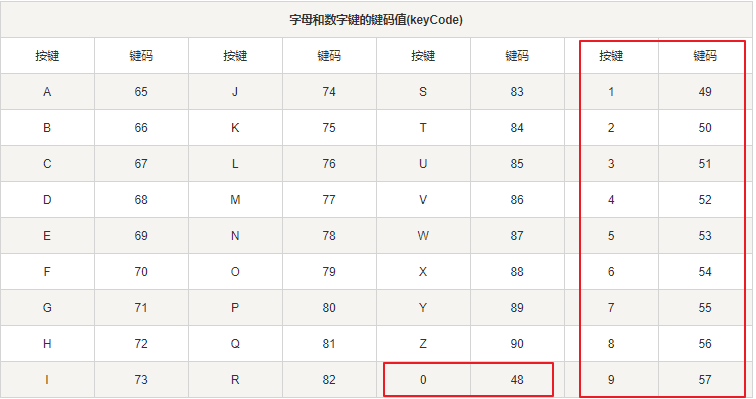 字母和数字键的键码值(keyCode)
按键 键码 按键 键码 按键 键码 按键 键码
A 65 J 74 S 83 1 49
B 66 K 75 T 84 2 50
C 67 L 76 U 85 3 51
D 68 M 77 V 86 4 52
E 69 N 78 W 87 5 53
F 70 O 79 X 88 6 54
G 71 P 80 Y 89 7 55
H 72 Q 81 Z 90 8 56
I 73 R 82 0 48 9 57